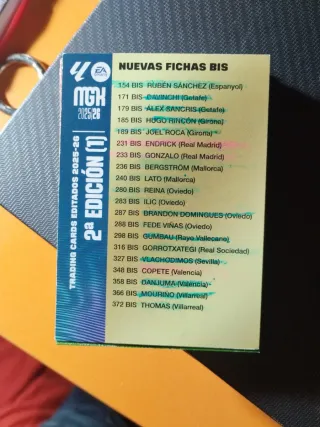 NUEVAS FICHAS BIS
154 BIS RUBÉN SÁNCHEZ (Espanyol)
171 BIS DAVINCHI (Getafe)
179 BIS ÁLEX SANCRIS (Getafe)
185 BIS HUGO RINCÓN (Girona)
189 BIS JOEL ROCA (Girona)
231 BIS ENDRICK (Real Madrid)
233 BIS GONZALO (Real Madrid)
236 BIS BERGSTRÖM (Mallorca)
240 BIS LATO (Mallorca)
280 BIS REINA (Oviedo)
283 BIS ILIC (Oviedo)
287 BIS BRANDON DOMINGUES (Oviedo)
288 BIS FEDE VIÑAS (Oviedo)
298 BIS GUMBAU (Rayo Vallecano)
316 BIS GORROTXATEGI (Real Sociedad)
327 BIS VLACHODIMOS (Sevilla)
348 BIS COPETE (Valencia)
358 BIS DANJUMA (Valencia)
366 BIS MOURIÑO (Villarreal)
372 BIS THOMAS (Villarreal)
EA SPORTS
MGK
2025/26
TRADING CARDS EDITADOS 2025-26
2ª EDICIÓN (1)